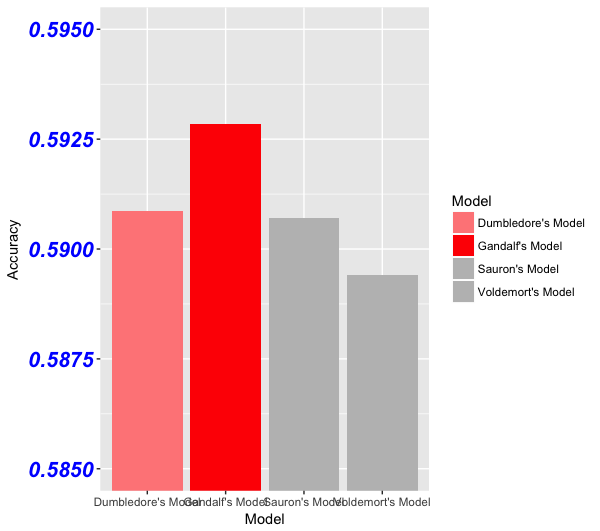 0.5950
0.5925
0.5900
0.5875
0.5850
Accuracy
Dumbledore's Model Gandalf's Model Sauron's Model Voldemort's Model
Model
Model
Dumbledore's Model
Gandalf's Model
Sauron's Model
Voldemort's Model